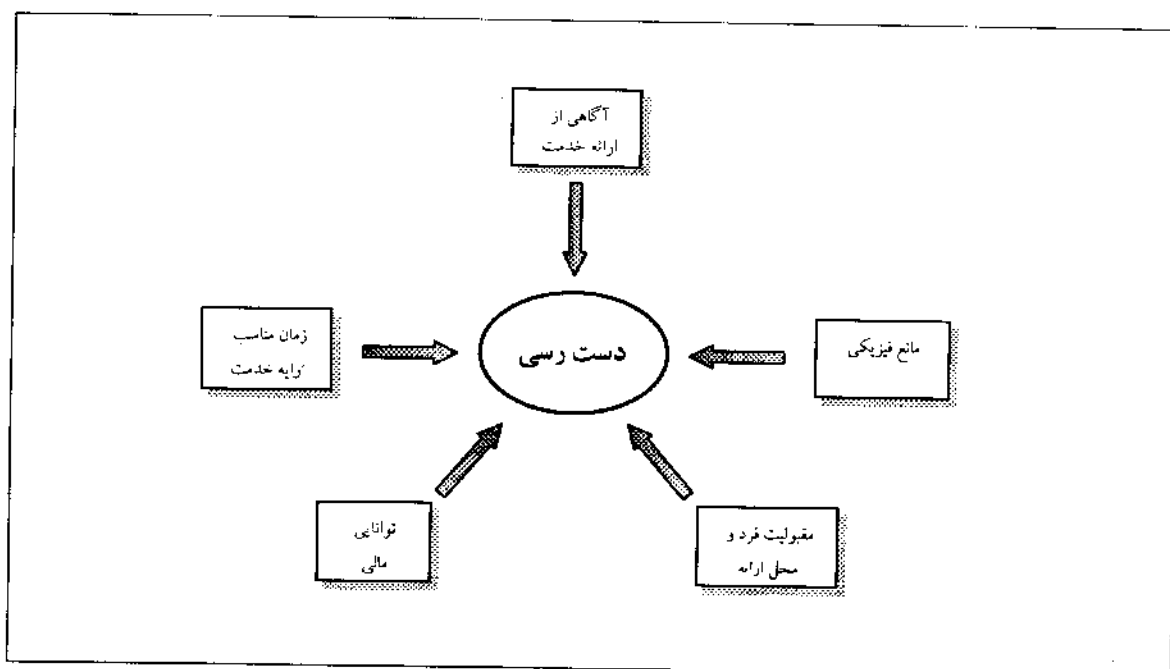 آگاهی از
ارائه خدمت
زمان مناسب
ارایه خدمت
دست رسی
مانع فیزیکی
توانایی
مالی
مقبولیت فرد و
محل ارائه